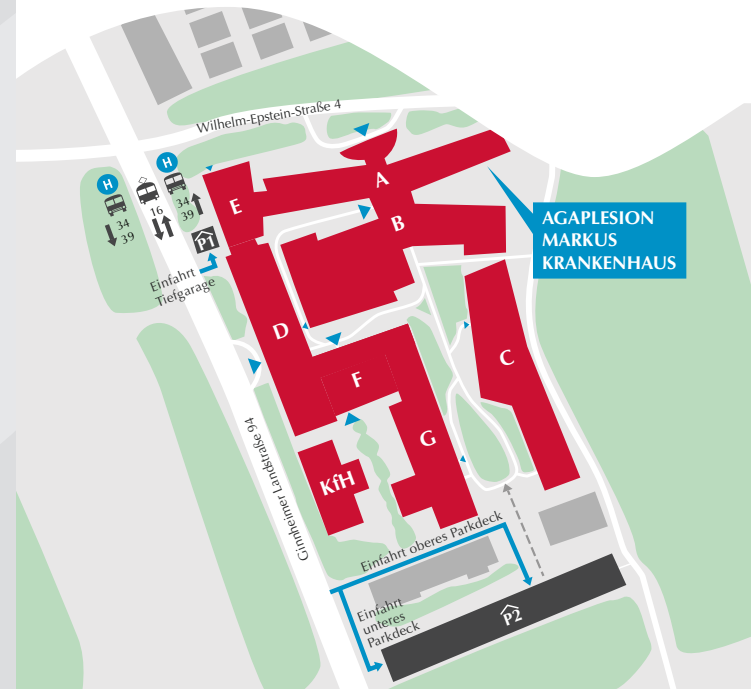 Wilhelm-Epstein-Straße 4
H
H
34
39
16
34
39
P1
Einfahrt
Tiefgarage
E
A
B
AGAPLESION
MARKUS
KRANKENHAUS
D
C
F
G
KfH
Ginnheimer Landstraße 94
Einfahrt oberes Parkdeck
Einfahrt
unteres
Parkdeck
P2